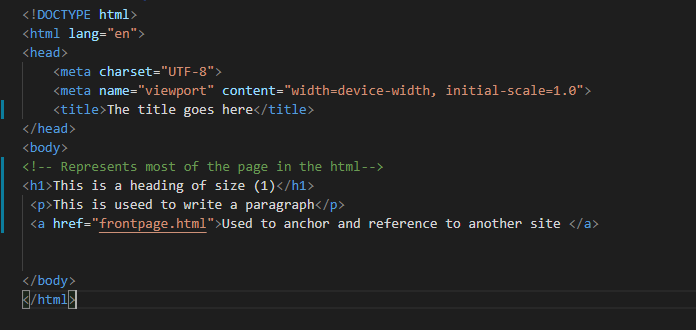 <!DOCTYPE html>
<html lang="en">
<head>
    <meta charset="UTF-8">
    <meta name="viewport" content="width=device-width, initial-scale=1.0">
    <title>The title goes here</title>
</head>
<body>
<!-- Represents most of the page in the html-->
<h1>This is a heading of size (1)</h1>
 <p>This is useed to write a paragraph</p>
 <a href="frontpage.html">Used to anchor and reference to another site </a>
</body>
</html>